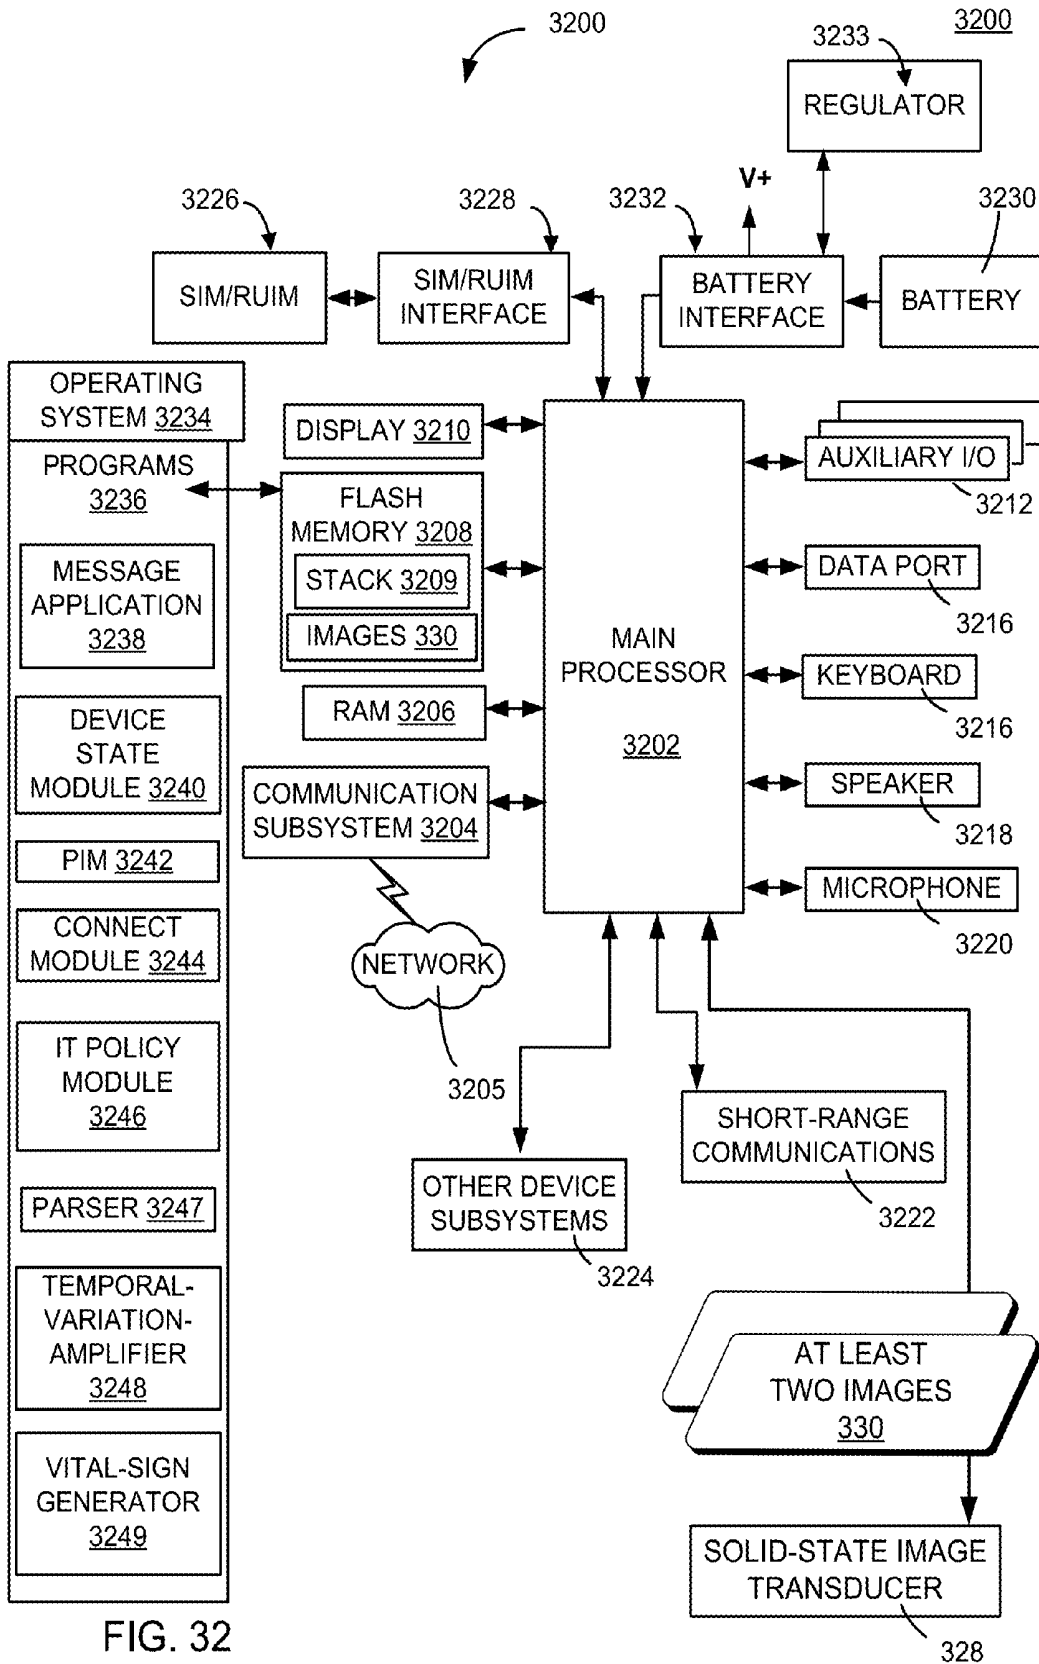 3200
3200
3233
REGULATOR
V+
3226
3228
3232
3230
SIM/RUIM
SIM/RUIM
INTERFACE
BATTERY
INTERFACE
BATTERY
OPERATING
SYSTEM 3234
PROGRAMS
3236
MESSAGE
APPLICATION
3238
DEVICE
STATE
MODULE 3240
PIM 3242
CONNECT
MODULE 3244
IT POLICY
MODULE
3246
PARSER 3247
TEMPORAL-
VARIATION-
AMPLIFIER
3248
VITAL-SIGN
GENERATOR
3249
DISPLAY 3210
FLASH
MEMORY 3208
STACK 3209
IMAGES 330
RAM 3206
COMMUNICATION
SUBSYSTEM 3204
NETWORK
3205
MAIN
PROCESSOR
3202
AUXILIARY I/O
3212
DATA PORT
3216
KEYBOARD
3216
SPEAKER
3218
MICROPHONE
3220
SHORT-RANGE
COMMUNICATIONS
3222
OTHER DEVICE
SUBSYSTEMS
3224
AT LEAST
TWO IMAGES
330
SOLID-STATE IMAGE
TRANSDUCER
328
FIG. 32